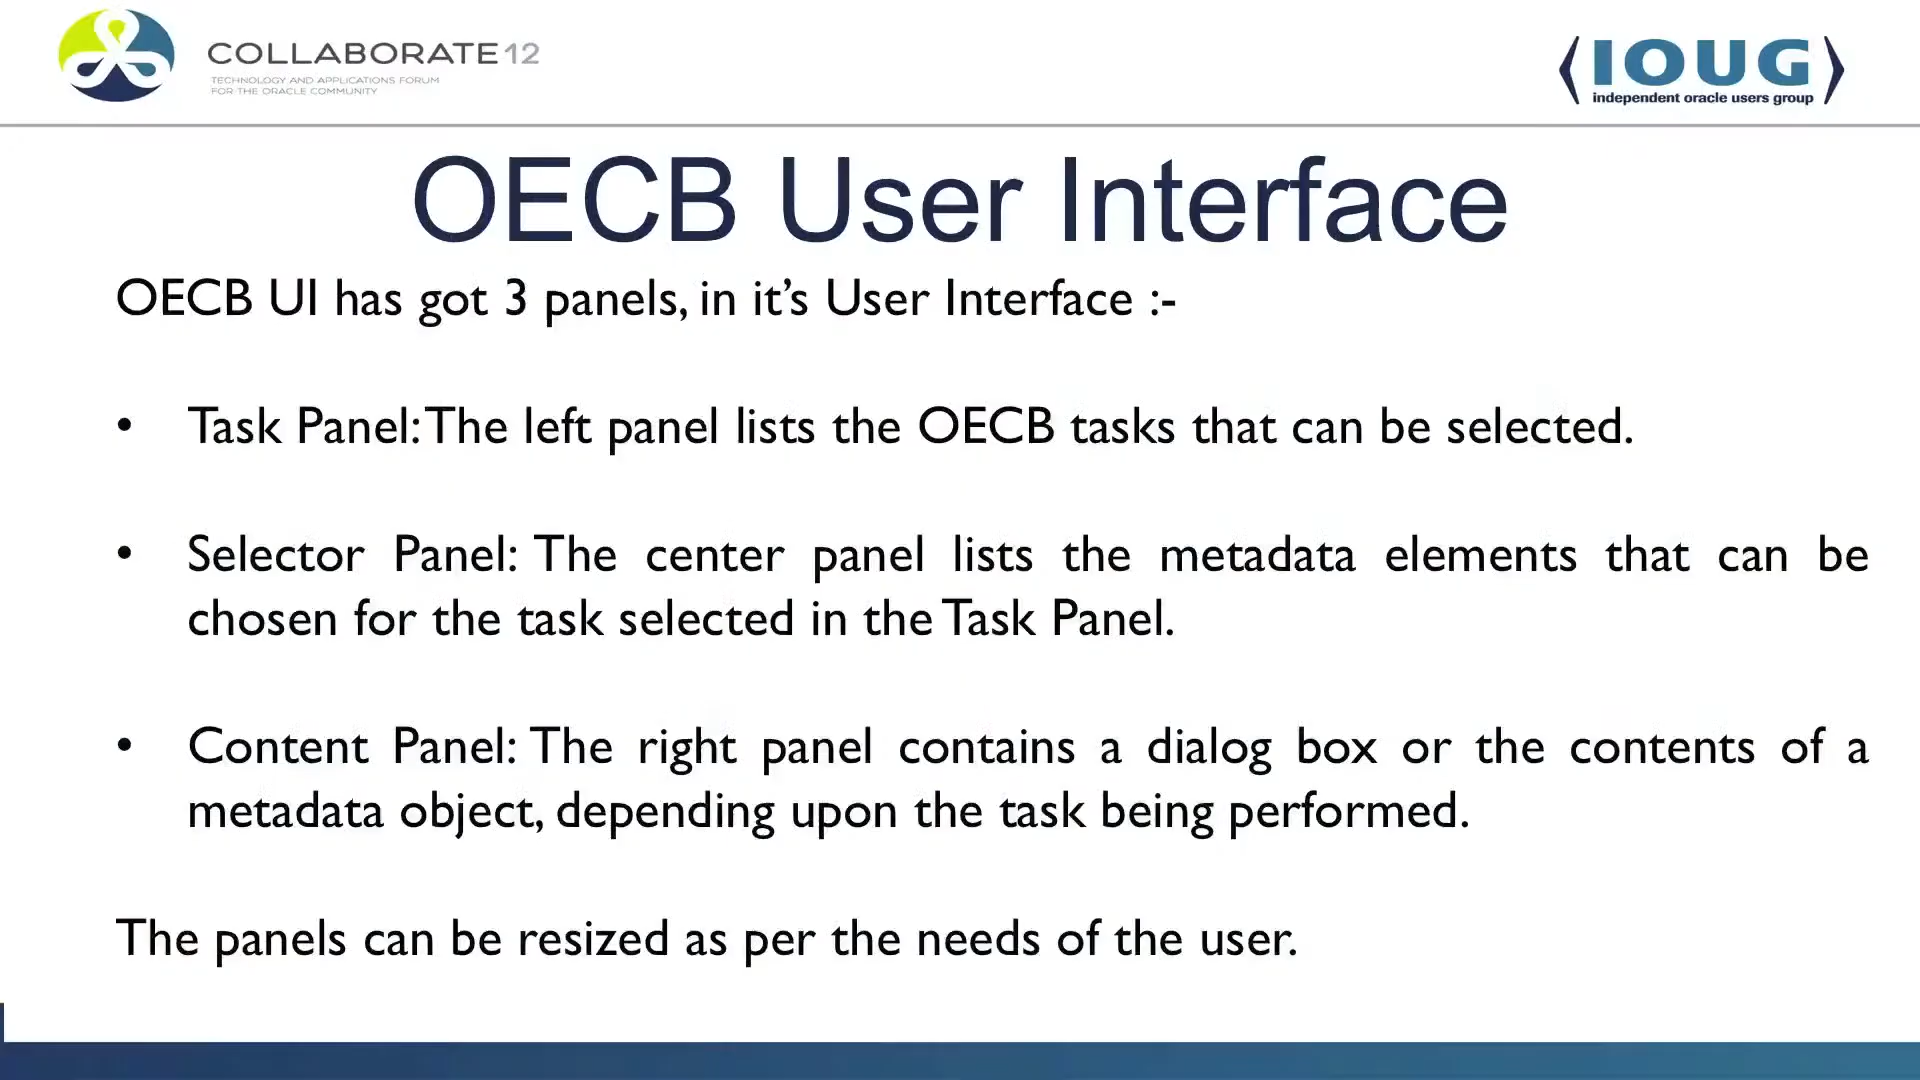 COLLABORATE12
TECHNOLOGY AND APPLICATIONS FORUM
FOR THE ORACLE COMMUNITY
IOUG
independent oracle users group
OECB User Interface
OECB UI has got 3 panels, in it’s User Interface :-
• Task Panel: The left panel lists the OECB tasks that can be selected.
• Selector Panel: The center panel lists the metadata elements that can be
chosen for the task selected in the Task Panel.
• Content Panel: The right panel contains a dialog box or the contents of a
metadata object, depending upon the task being performed.
The panels can be resized as per the needs of the user.